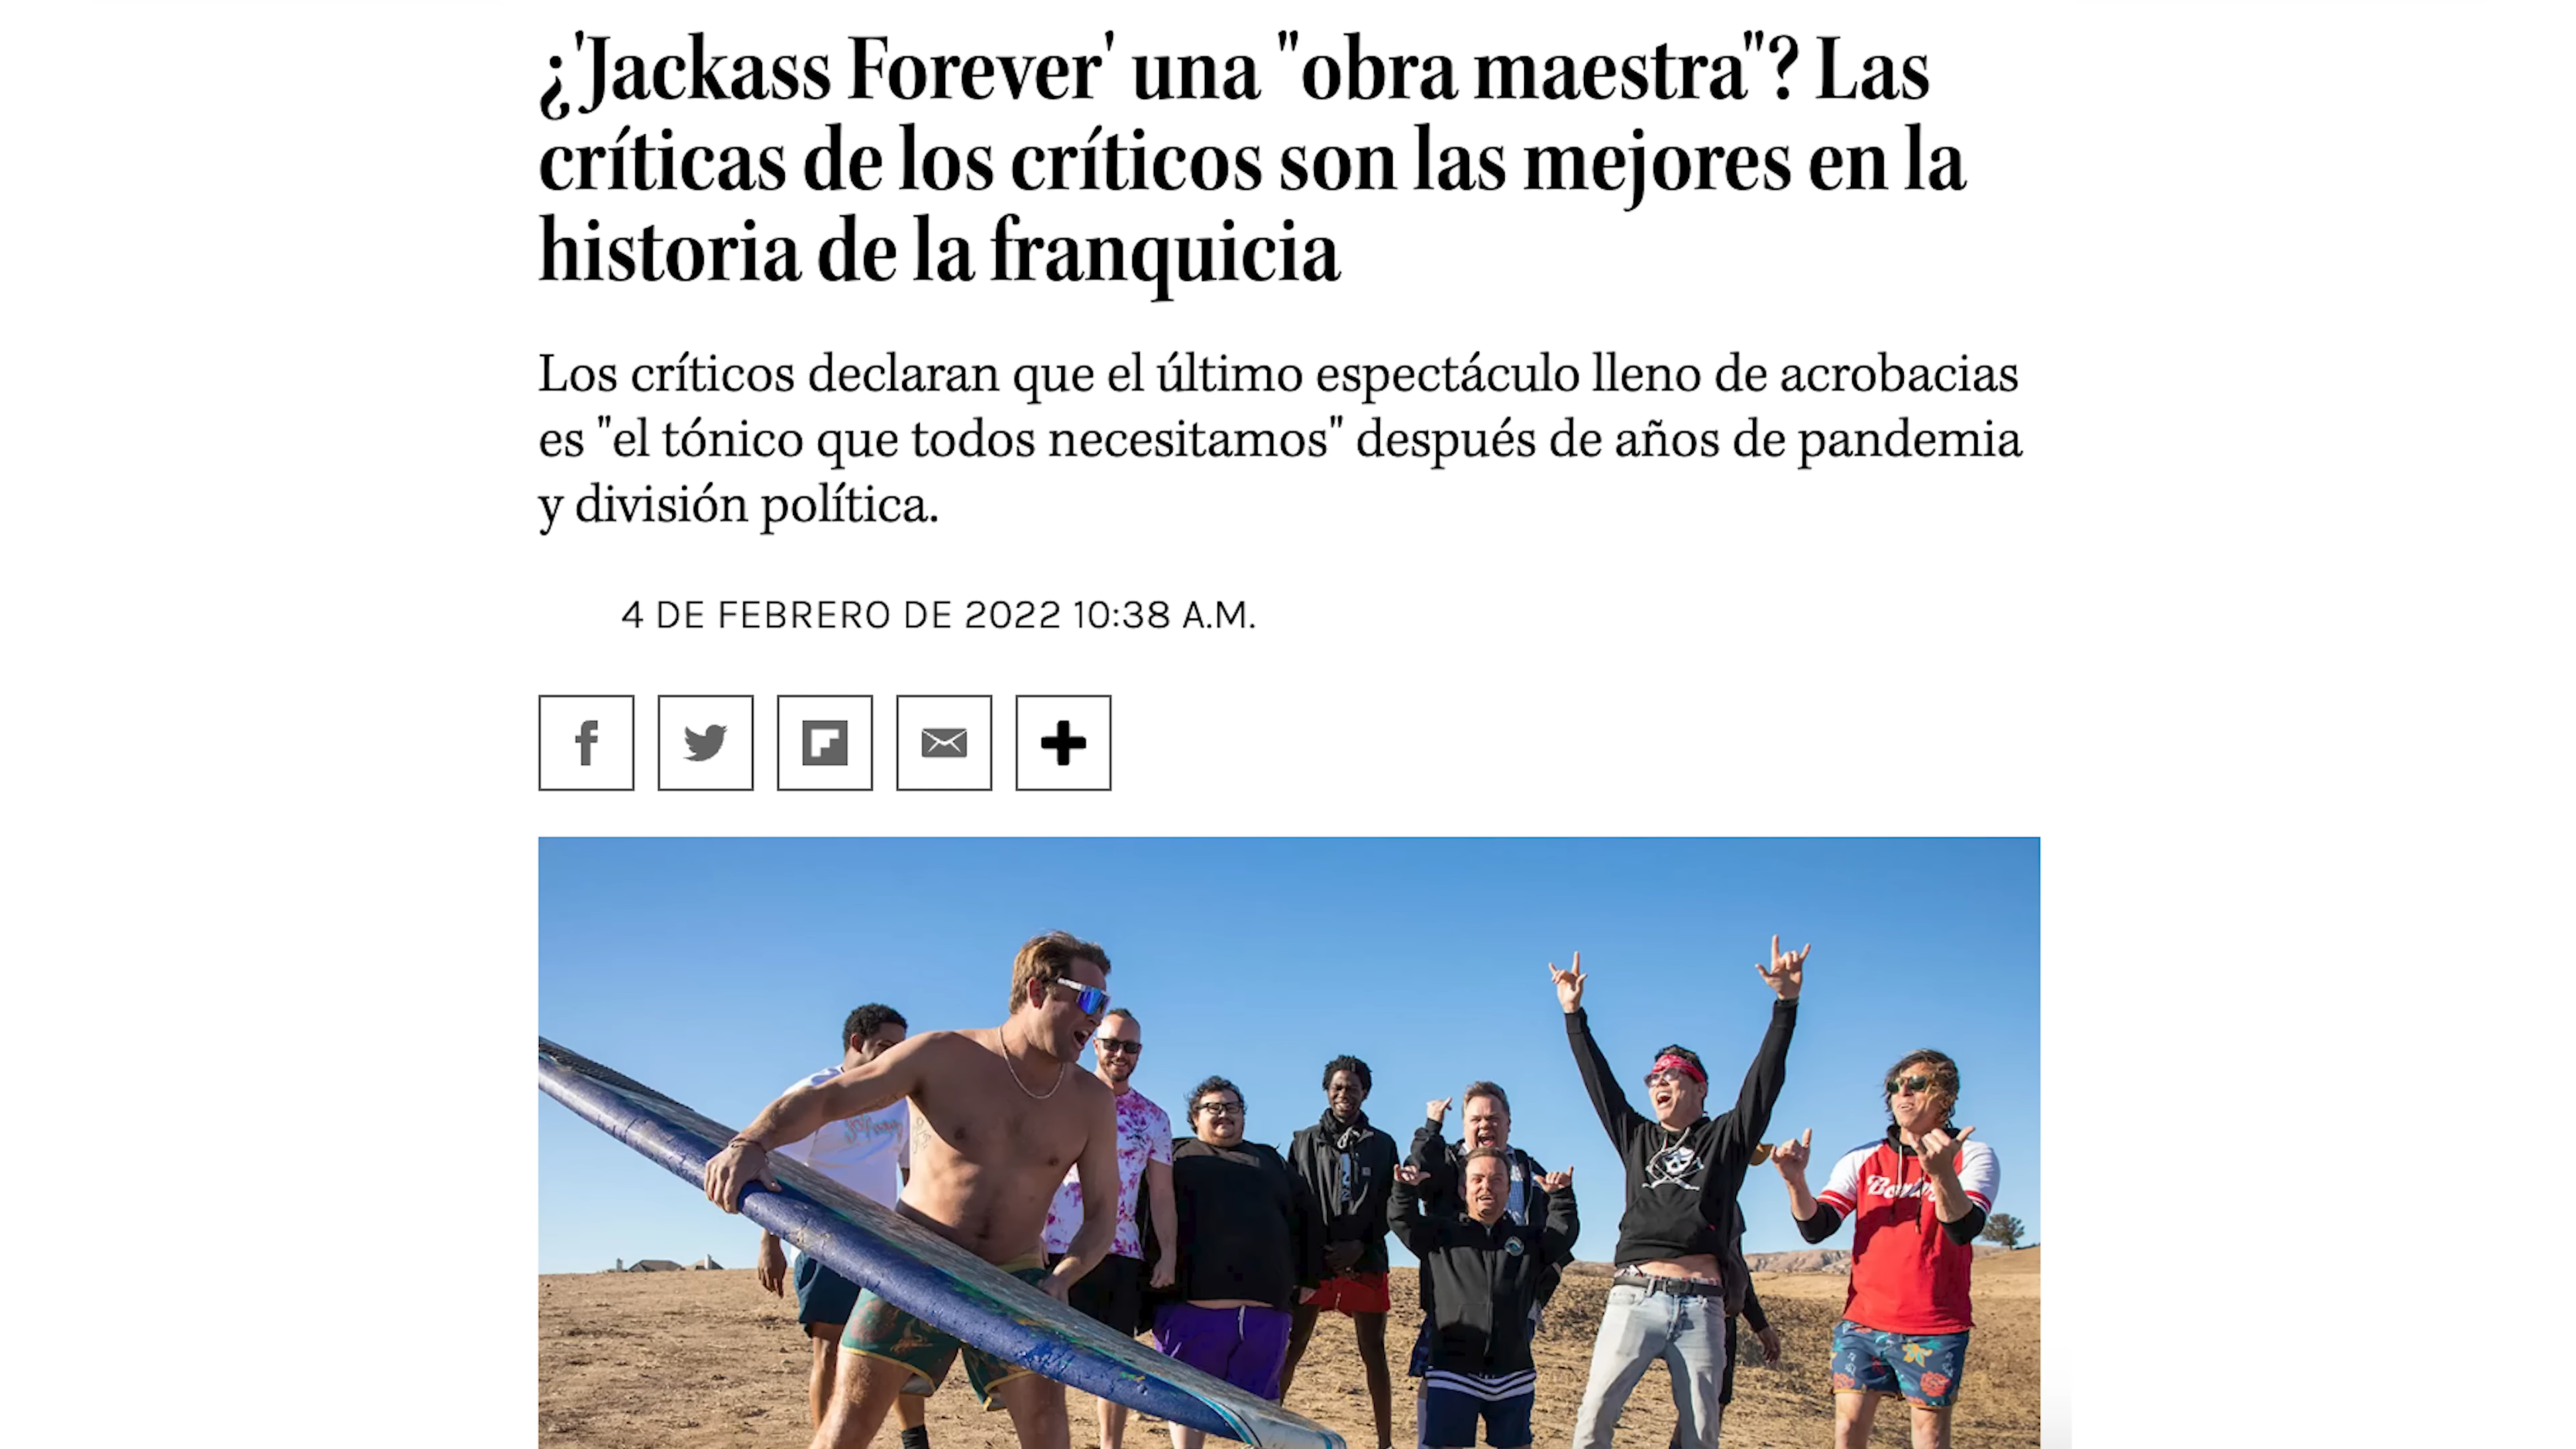 ¿'Jackass Forever' una "obra maestra"? Las
críticas de los críticos son las mejores en la
historia de la franquicia
Los críticos declaran que el último espectáculo lleno de acrobacias
es "el tónico que todos necesitamos" después de años de pandemia
y división política.
4 DE FEBRERO DE 2022 10:38 A.M.